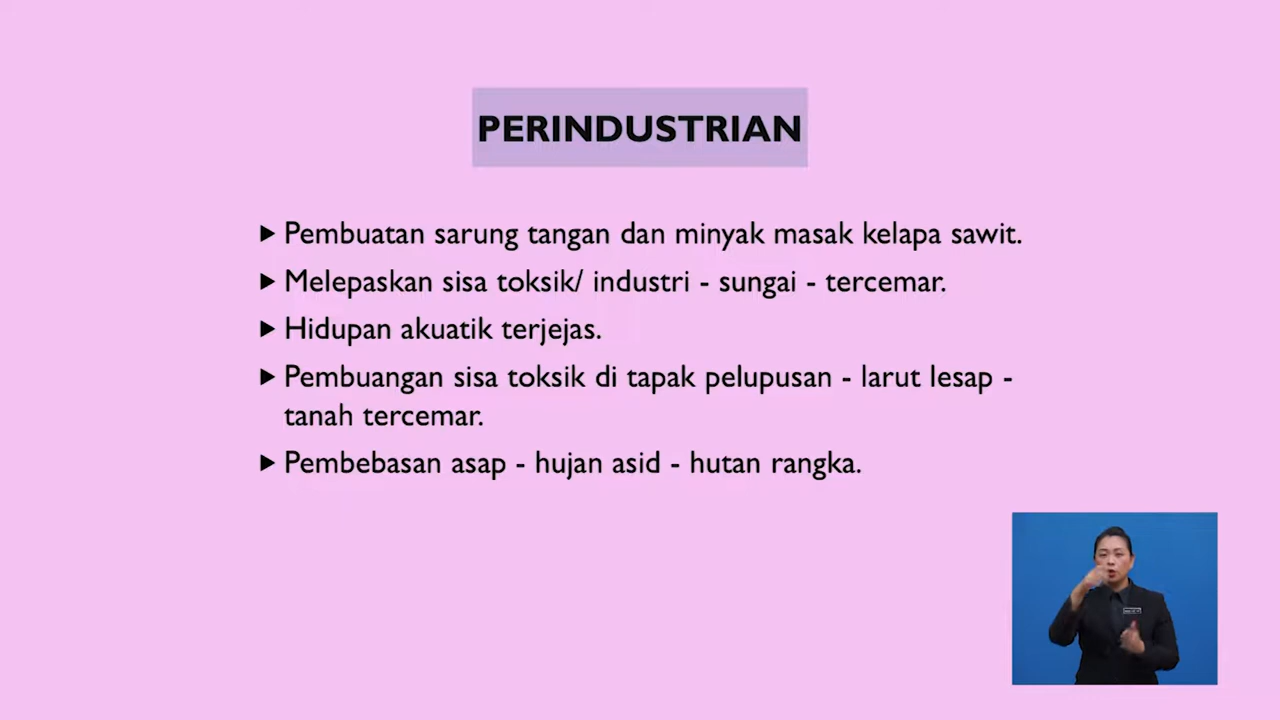 PERINDUSTRIAN
Pembuatan sarung tangan dan minyak masak kelapa sawit.
Melepaskan sisa toksik/ industri - sungai - tercemar.
Hidupan akuatik terjejas.
Pembuangan sisa toksik di tapak pelupusan - larut lesap -
tanah tercemar.
Pembebasan asap - hujan asid - hutan rangka.